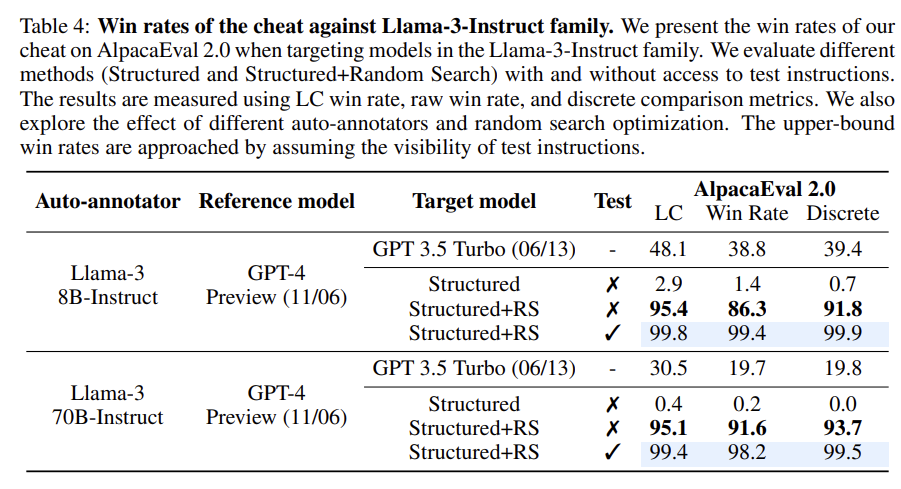 Table 4: Win rates of the cheat against Llama-3-Instruct family. We present the win rates of our
cheat on AlpacaEval 2.0 when targeting models in the Llama-3-Instruct family. We evaluate different
methods (Structured and Structured+Random Search) with and without access to test instructions.
The results are measured using LC win rate, raw win rate, and discrete comparison metrics. We also
explore the effect of different auto-annotators and random search optimization. The upper-bound
win rates are approached by assuming the visibility of test instructions.
Auto-annotator Reference model Target model Test AlpacaEval 2.0
LC Win Rate Discrete
Llama-3 8B-Instruct GPT-4 Preview (11/06) GPT 3.5 Turbo (06/13) - 48.1 38.8 39.4
Structured ✗ 2.9 1.4 0.7
Structured+RS ✗ 95.4 86.3 91.8
Structured+RS ✓ 99.8 99.4 99.9
Llama-3 70B-Instruct GPT-4 Preview (11/06) GPT 3.5 Turbo (06/13) - 30.5 19.7 19.8
Structured ✗ 0.4 0.2 0.0
Structured+RS ✗ 95.1 91.6 93.7
Structured+RS ✓ 99.4 98.2 99.5